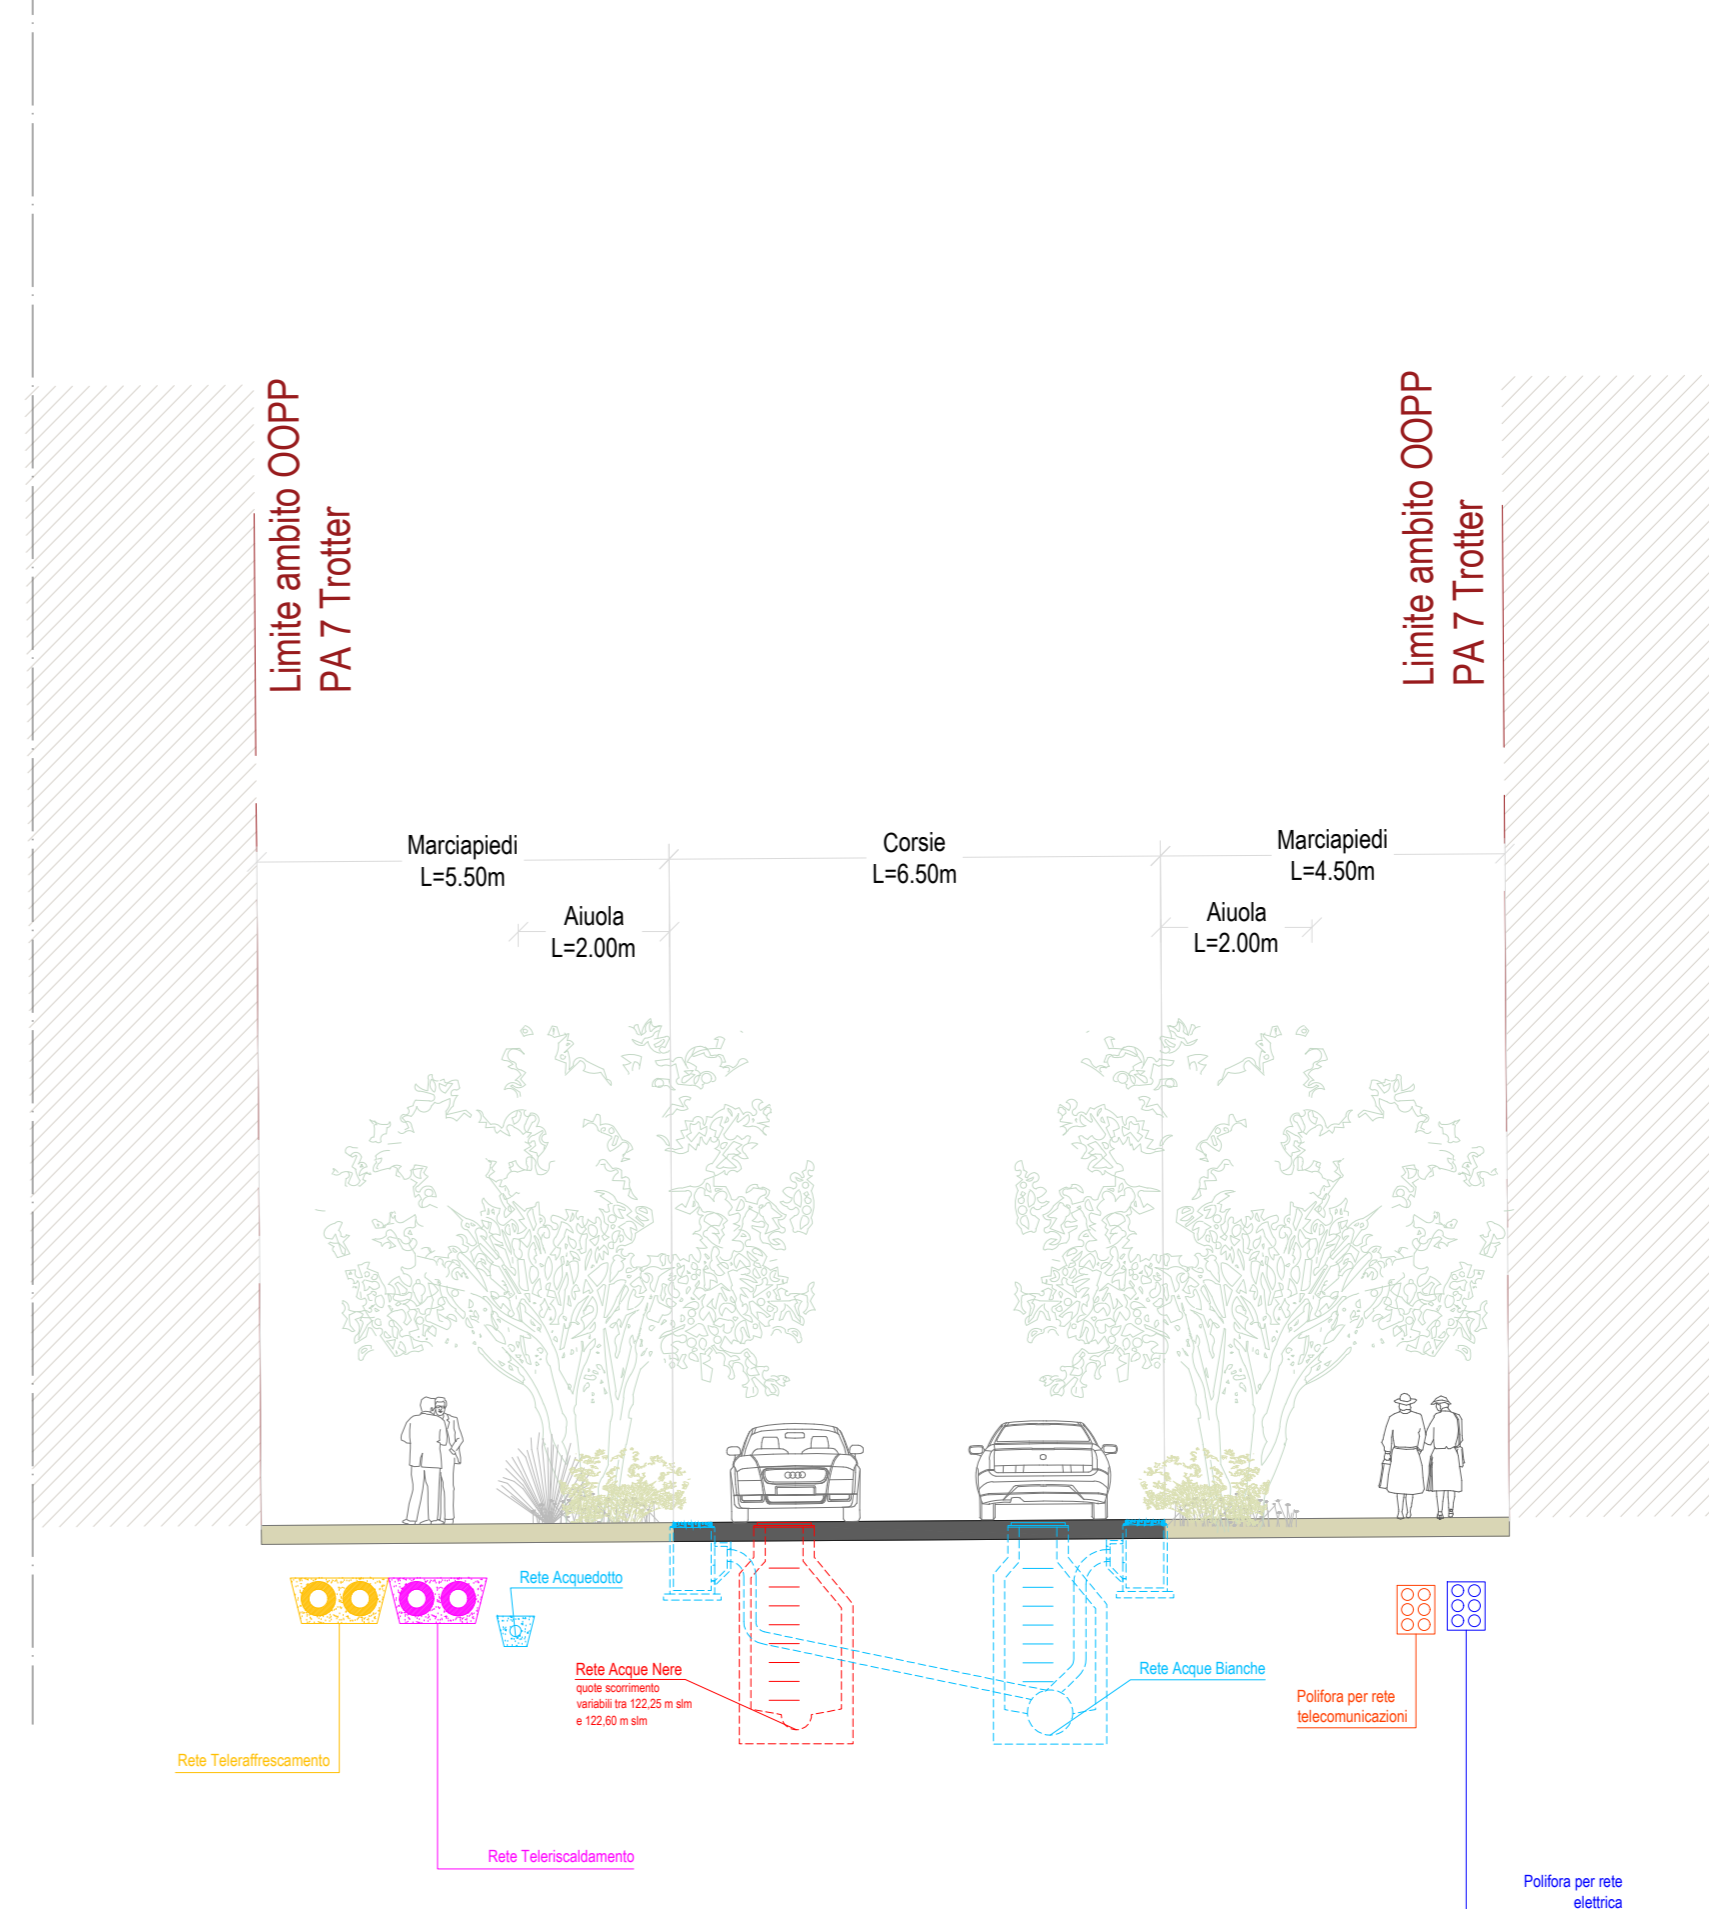 Limite ambito OOPP
PA 7 Trotter
Limite ambito OOPP
PA 7 Trotter
Marciapiedi
L=5.50m
Corsie
L=6.50m
Marciapiedi
L=4.50m
Aiuola
L=2.00m
Aiuola
L=2.00m
Rete Acquedotto
Rete Acque Nere
quote scorrimento
variabili tra 122,25 m slm
e 122,60 m slm
Rete Acque Bianche
Polifora per rete
telecomunicazioni
Rete Teleraffrescamento
Rete Teleriscaldamento
Polifora per rete
elettrica